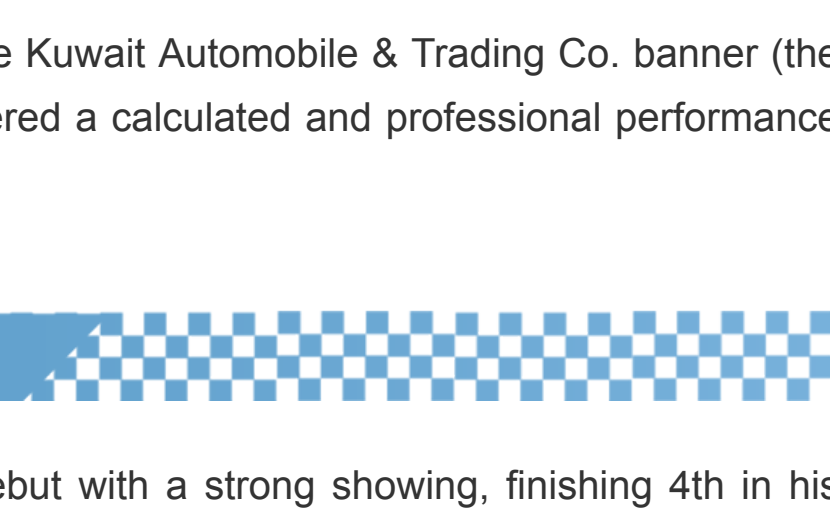 e Kuwait Automobile & Trading Co. banner (the
ered a calculated and professional performance
ebut with a strong showing, finishing 4th in his